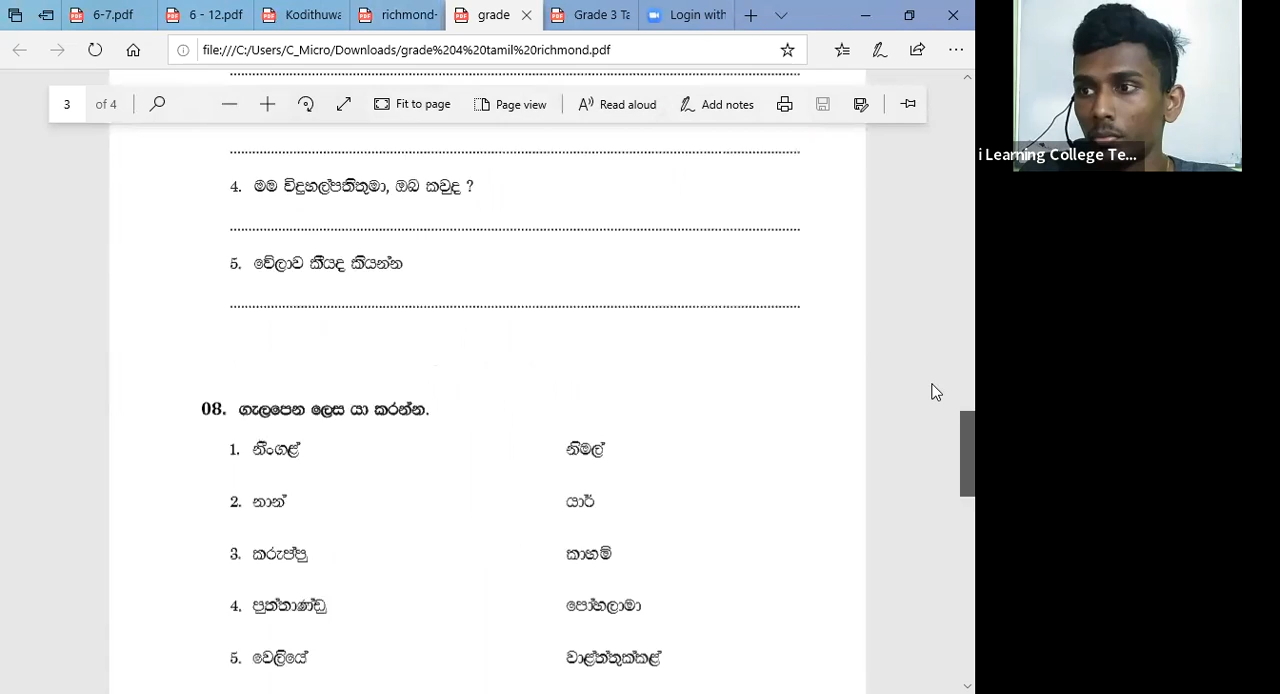 6-7.pdf
6 - 12.pdf
Kodithuwa
richmond-
grade
Grade 3 Ta
Login with
file:///C:/Users/C_Micro/Downloads/grade%204%20tamil%20richmond.pdf
3 of 4
Fit to page
Page view
Read aloud
Add notes
i Learning College Te...
4. මම විදුහල්පතිතුමා, ඔබ කවුද ?
5. වේලාව කීයද කියන්න
08. ගැලපෙන ලෙස යා කරන්න.
1. නීංගළ් නිමල්
2. නාන් යාර්
3. කරුප්පු කාහම්
4. පුත්තාණ්ඩු පෝහලාමා
5. වෙලියේ වාළ්ත්තුක්කළ්